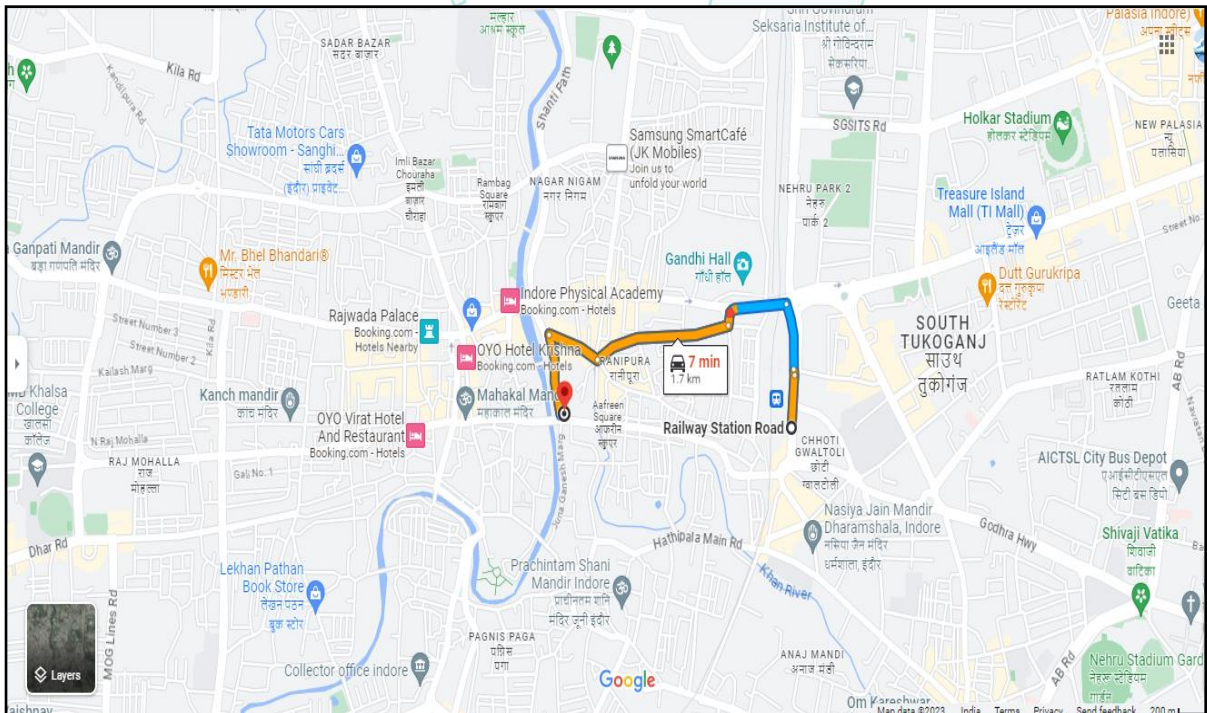 मल्हार
आश्रम स्कूल
SADAR BAZAR
सदर बाज़ार
Kila Rd
Kandilpura Rd
Shanti Path
Seksaria Institute of...
श्री गोविन्दराम
सेकसरिया
Palasia Indore)
SGSITS Rd
Holkar Stadium
होलकर स्टेडियम
NEW PALASIA
न्यू
पलासिया
Tata Motors Cars
Showroom - Sanghi...
सांघी ब्रदर्स
(इंदौर) प्राइवेट
Imli Bazar
Chouraha
इमली
बाज़ार
चौराहा
Rambag
Square
रामबाग
स्कुएर
NAGAR NIGAM
नगर निगम
Samsung SmartCafé
(JK Mobiles)
Join us to
unfold your world
NEHRU PARK 2
नेहरु
पार्क 2
Treasure Island
Mall (TI Mall)
ट्रेज़र
आइलैंड मॉल
Street No.
Ganpati Mandir
बड़ा गणपति मंदिर
Mr. Bhel Bhandari®
मिस्टर भेल
भण्डारी
Gandhi Hall
गाँधी हॉल
Dutt Gurukripa
दत्त गुरुकृपा
रेस्टोरेंट
Indore Physical Academy
Booking.com - Hotels
Rajwada Palace
Booking.com -
Hotels Nearby
Geeta
Street Number 3
Street Number 2
Kila Rd
Kailash Marg
OYO Hotel Krishna
Booking.com - Hotels
RANIPURA
रानीपूरा
7 min
1.7 km
SOUTH
TUKOGANJ
साउथ
तुकोगंज
RATLAM KOTHI
रतलाम
कोठी
AB Rd
Khalsa
College
खालसा
कॉलेज
Kanch mandir
कांच मंदिर
Mahakal Mand
महाकाल मंदिर
OYO Virat Hotel
And Restaurant
Booking.com - Hotels
Aafreen
Square
आफरीन
स्कुएर
Railway Station Road
CHHOTI
GWALTOLI
छोटी
ग्वालटोली
N Raj Mohalla
RAJ MOHALLA
राज
मोहल्ला
Gali No. 1
AICTSL City Bus Depot
एआईसीटीएसएल
सिटी बस डिपो
Nasiya Jain Mandir
Dharamshala, Indore
नसिया जैन मंदिर
धर्मशाला, इंदौर
Godhra Hwy
Shivaji Vatika
शिवाजी
वाटिका
Dhar Rd
Hathipala Main Rd
Khan River
Lekhan Pathan
Book Store
लेखन पठन
बुक स्टोर
Prachintam Shani
Mandir Indore
प्राचीनतम शनि
मंदिर जूनी इंदौर
MOG Lines Rd
PAGNIS PAGA
पग्निस
पगा
Layers
Collector office indore
Google
ANAJ MANDI
अनाज मंडी
AB Rd
Nehru Stadium Gard
नेहरू स्टेडियम
गार्डन
Om Kareshwar
Map data ©2023 India Terms Privacy Send feedback 200 m